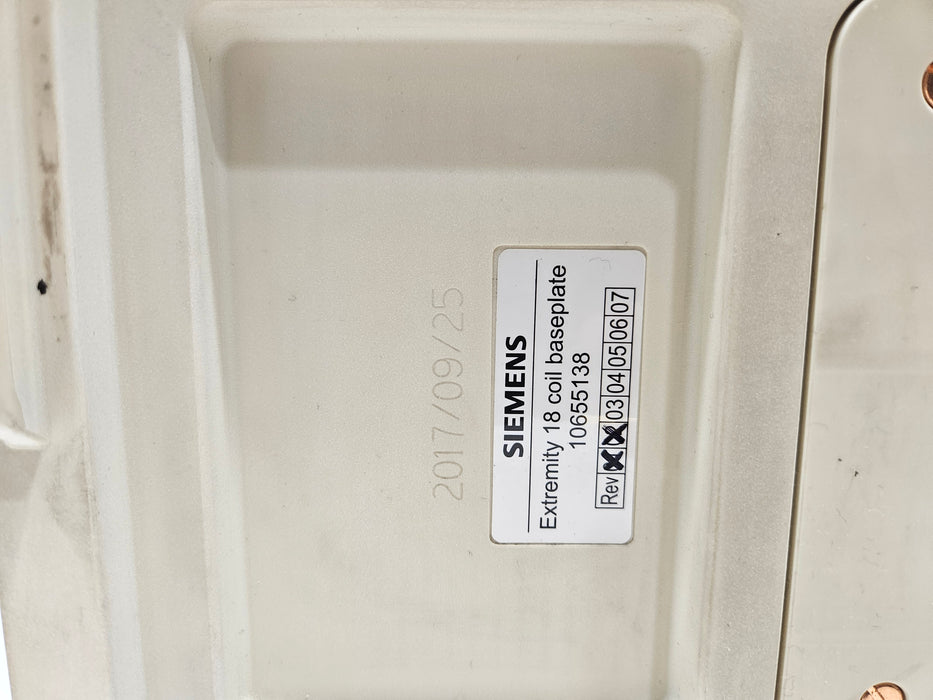 2017/09/25
SIEMENS
Extremity 18 coil baseplate
10655138
Rev 03 04 05 06 07